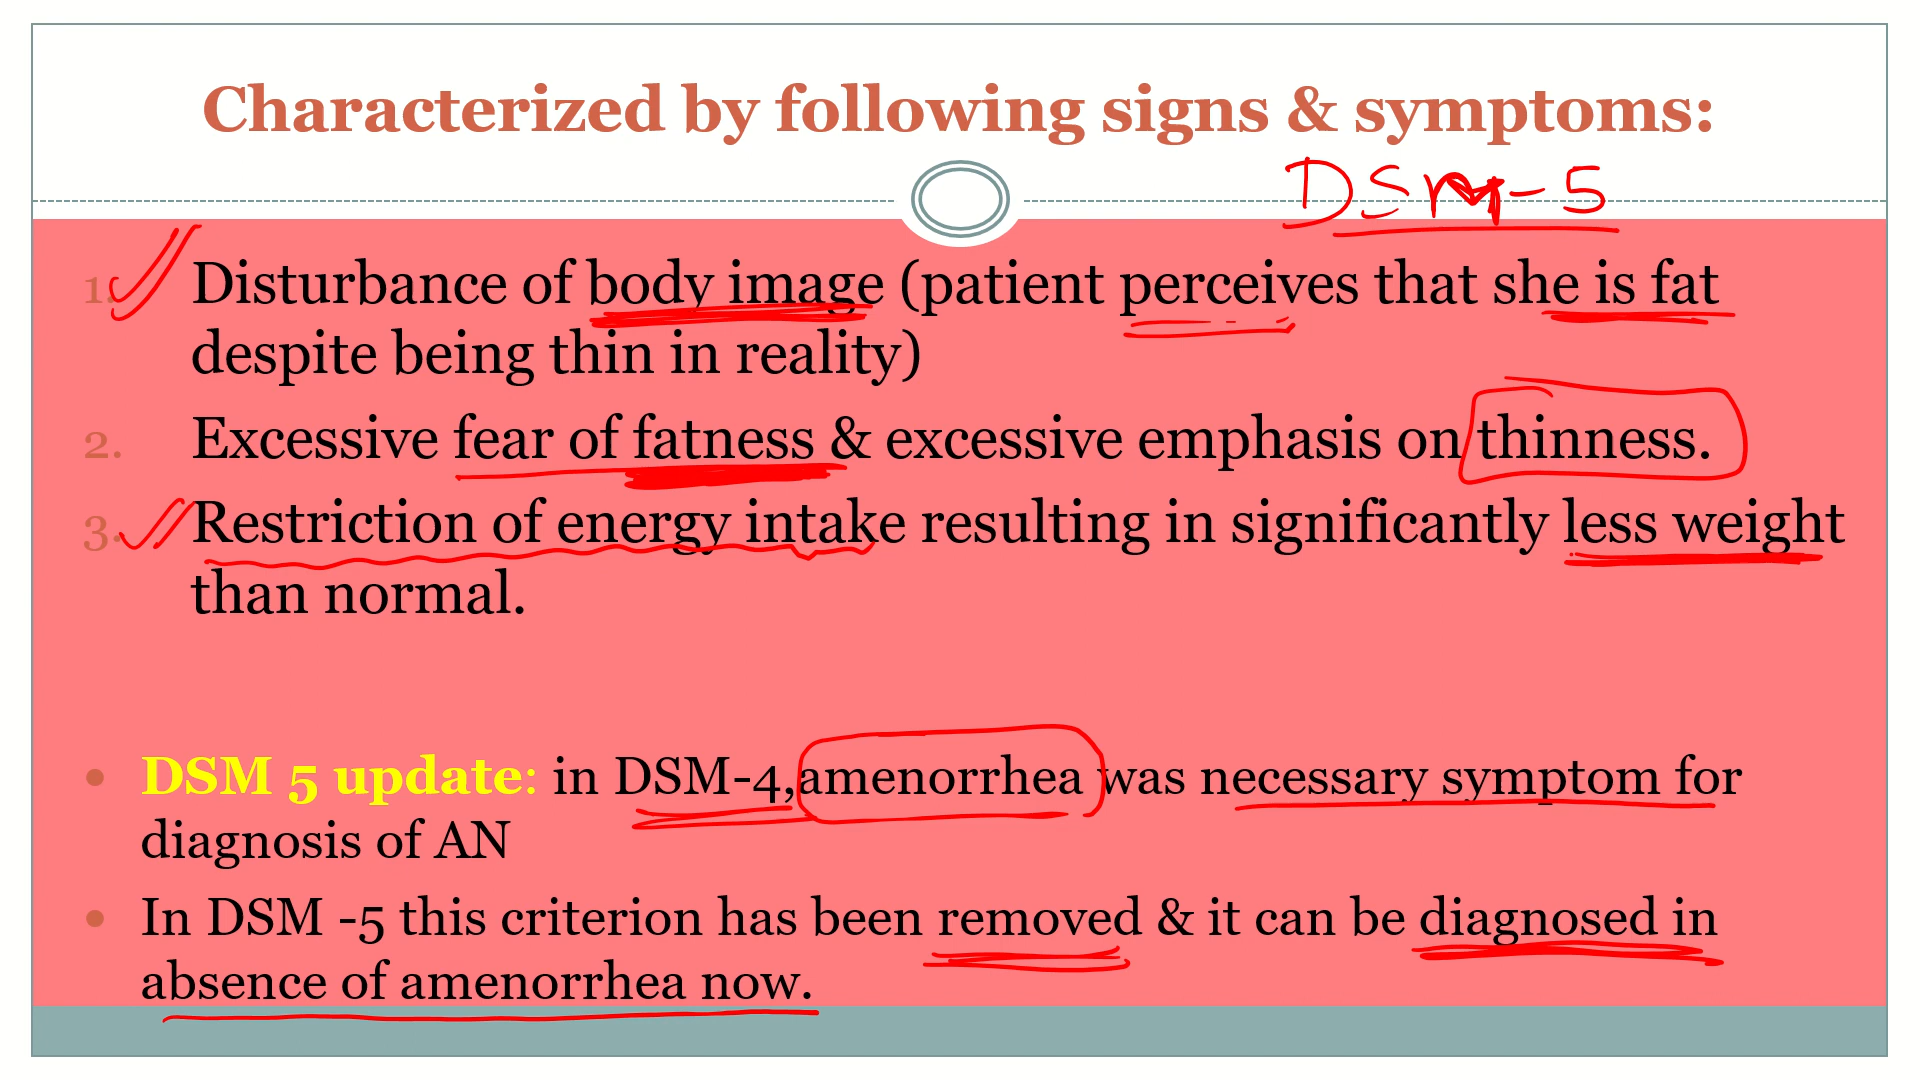 Characterized by following signs & symptoms:
DSM-5
1. Disturbance of body image (patient perceives that she is fat
despite being thin in reality)
2. Excessive fear of fatness & excessive emphasis on thinness.
3. Restriction of energy intake resulting in significantly less weight
than normal.
• DSM 5 update: in DSM-4,amenorrhea was necessary symptom for
diagnosis of AN
• In DSM -5 this criterion has been removed & it can be diagnosed in
absence of amenorrhea now.